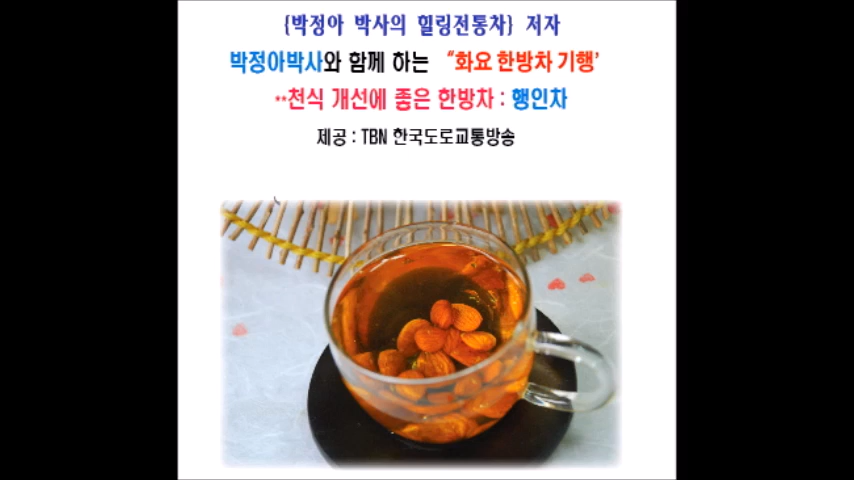 {박정아 박사의 힐링전통차} 저자
박정아박사와 함께 하는 "화요 한방차 기행'
**천식 개선에 좋은 한방차 : 행인차
제공 : TBN 한국도로교통방송